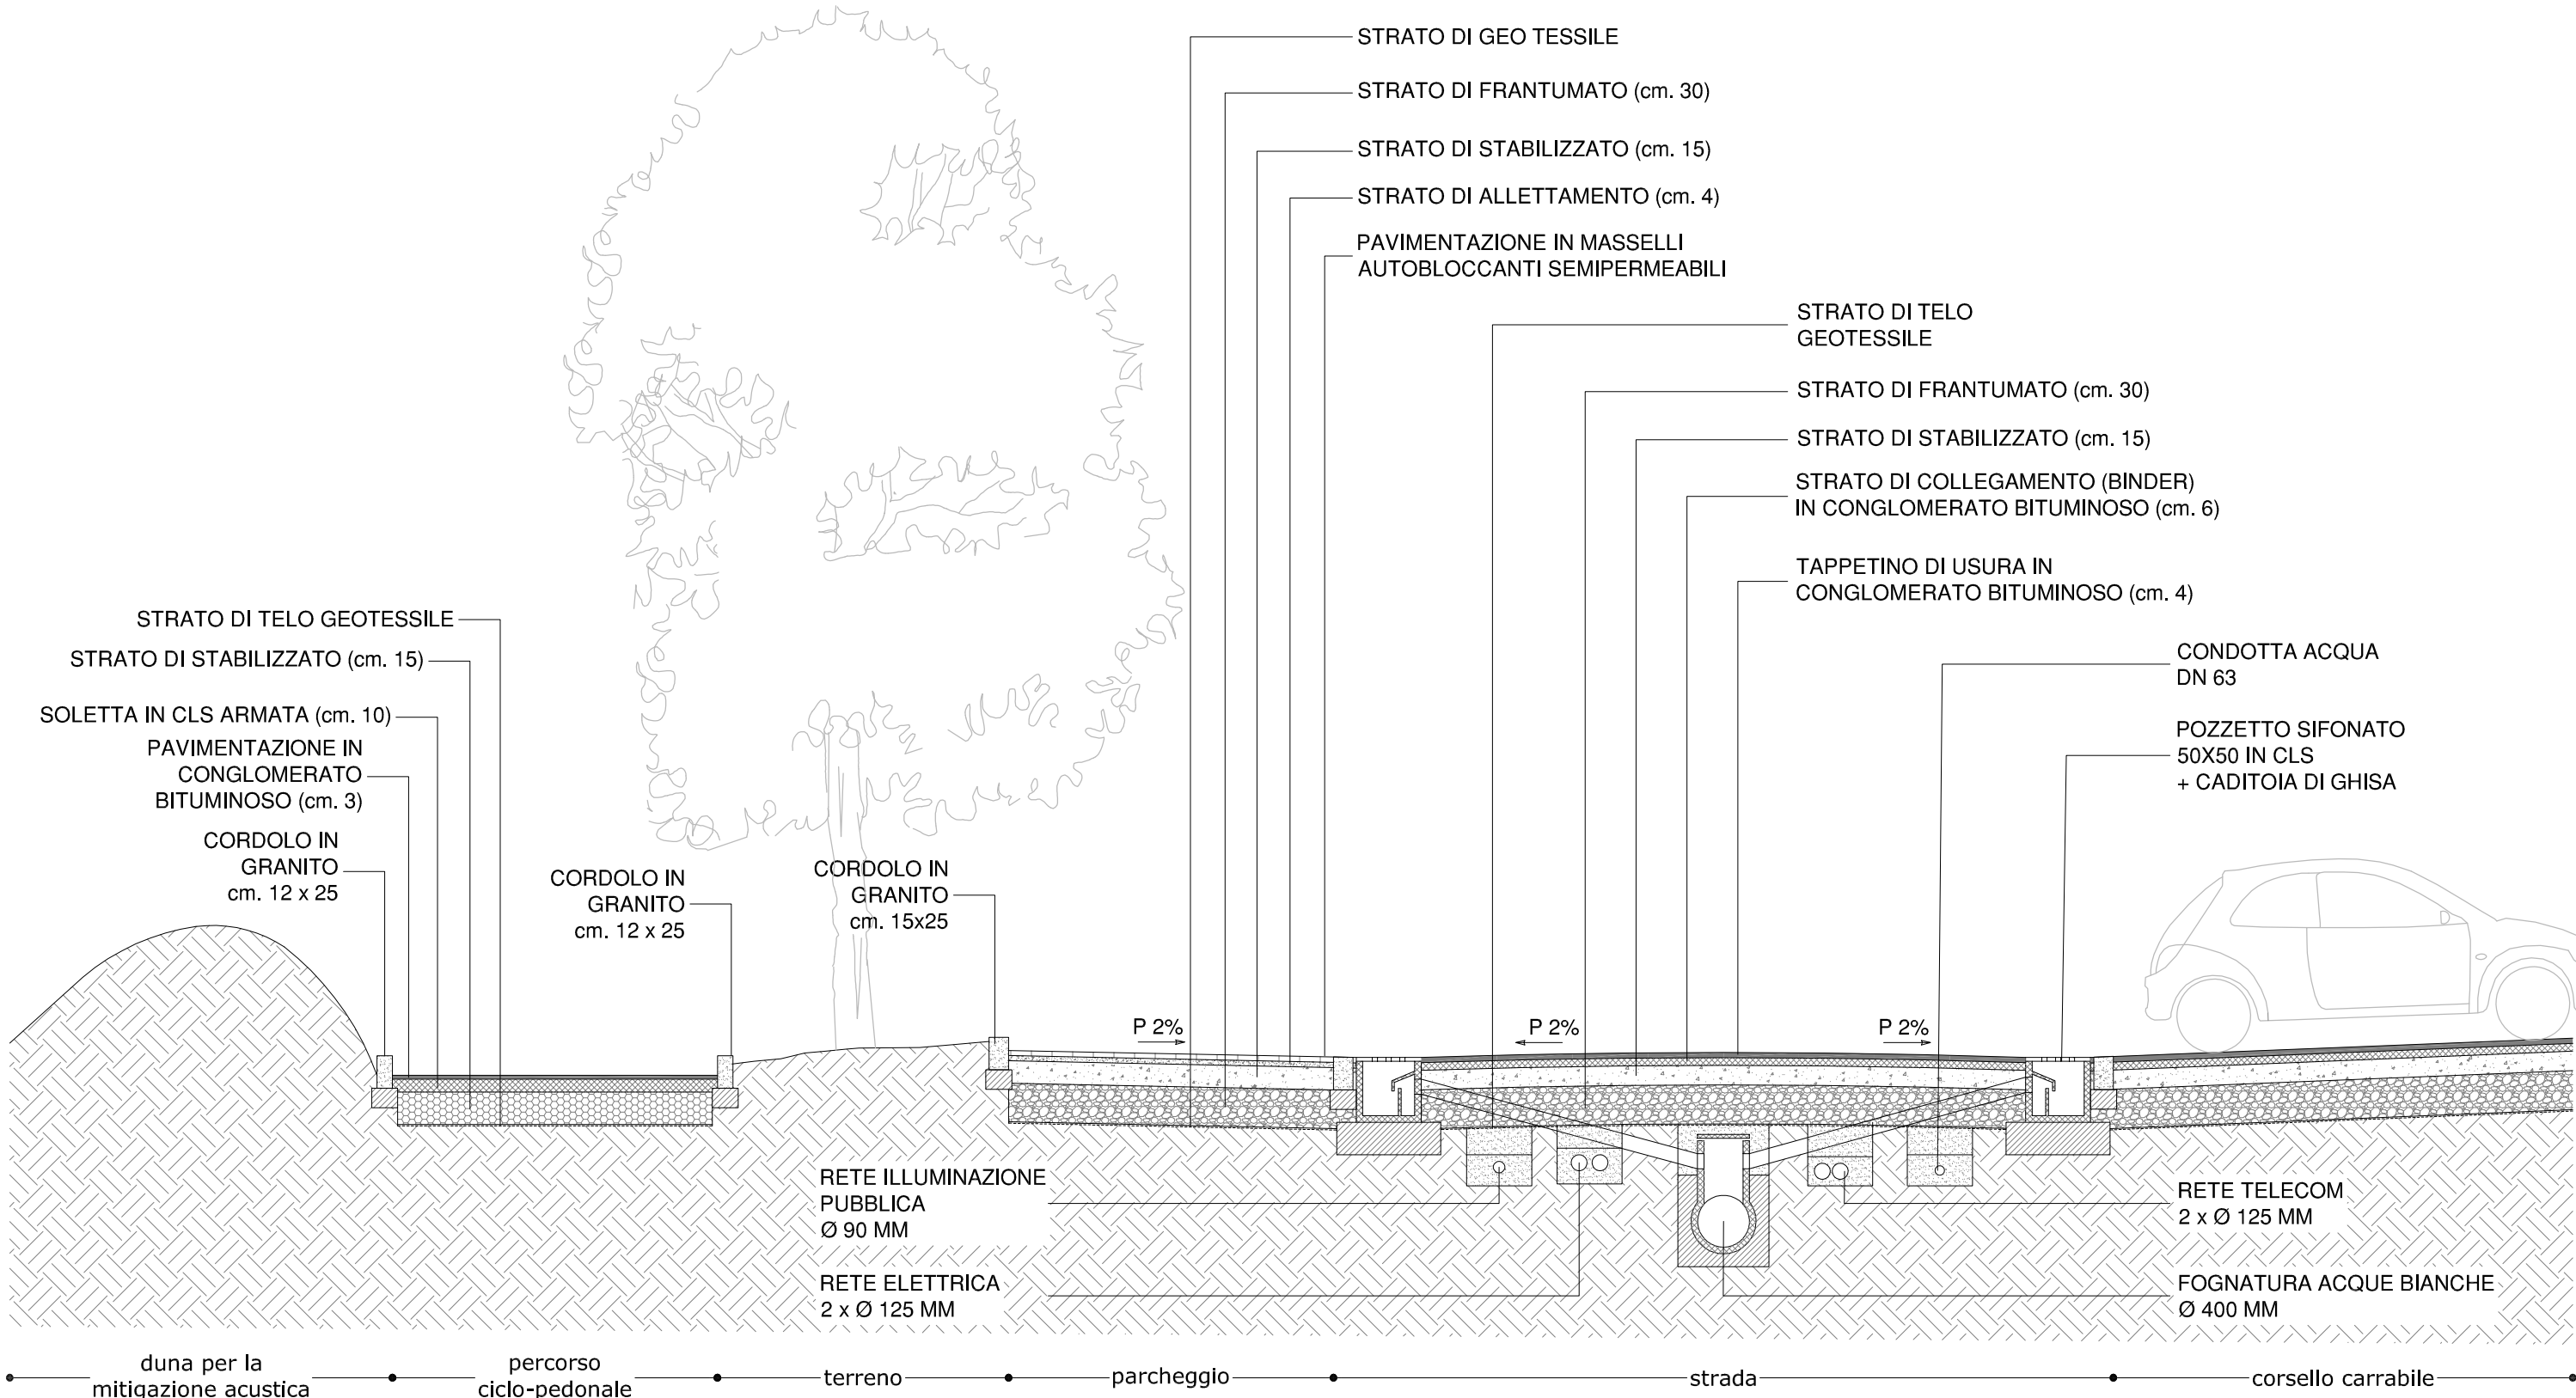 STRATO DI GEO TESSILE
STRATO DI FRANTUMATO (cm. 30)
STRATO DI STABILIZZATO (cm. 15)
STRATO DI ALLETTAMENTO (cm. 4)
PAVIMENTAZIONE IN MASSELLI
AUTOBLOCCANTI SEMIPERMEABILI
STRATO DI TELO
GEOTESSILE
STRATO DI FRANTUMATO (cm. 30)
STRATO DI STABILIZZATO (cm. 15)
STRATO DI COLLEGAMENTO (BINDER)
IN CONGLOMERATO BITUMINOSO (cm. 6)
TAPPETINO DI USURA IN
CONGLOMERATO BITUMINOSO (cm. 4)
CONDOTTA ACQUA
DN 63
POZZETTO SIFONATO
50X50 IN CLS
+ CADITOIA DI GHISA
STRATO DI TELO GEOTESSILE
STRATO DI STABILIZZATO (cm. 15)
SOLETTA IN CLS ARMATA (cm. 10)
PAVIMENTAZIONE IN
CONGLOMERATO
BITUMINOSO (cm. 3)
CORDOLO IN
GRANITO
cm. 12 x 25
CORDOLO IN
GRANITO
cm. 12 x 25
CORDOLO IN
GRANITO
cm. 15x25
P 2%
P 2%
P 2%
RETE ILLUMINAZIONE
PUBBLICA
Ø 90 MM
RETE ELETTRICA
2 x Ø 125 MM
RETE TELECOM
2 x Ø 125 MM
FOGNATURA ACQUE BIANCHE
Ø 400 MM
duna per la
mitigazione acustica
percorso
ciclo-pedonale
terreno
parcheggio
strada
corsello carrabile